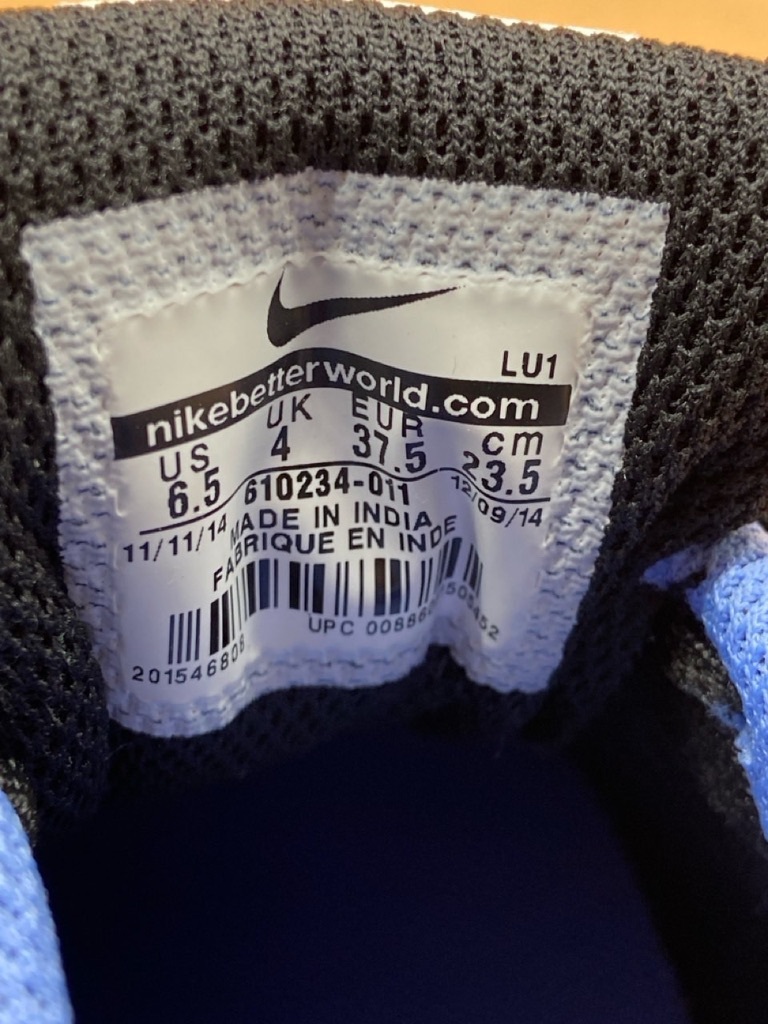 LU1
nikebetterworld.com
US UK EUR cm
6.5 4 37.5 23.5
610234-011
11/11/14 12/09/14
MADE IN INDIA
FABRIQUE EN INDE
UPC
201546808